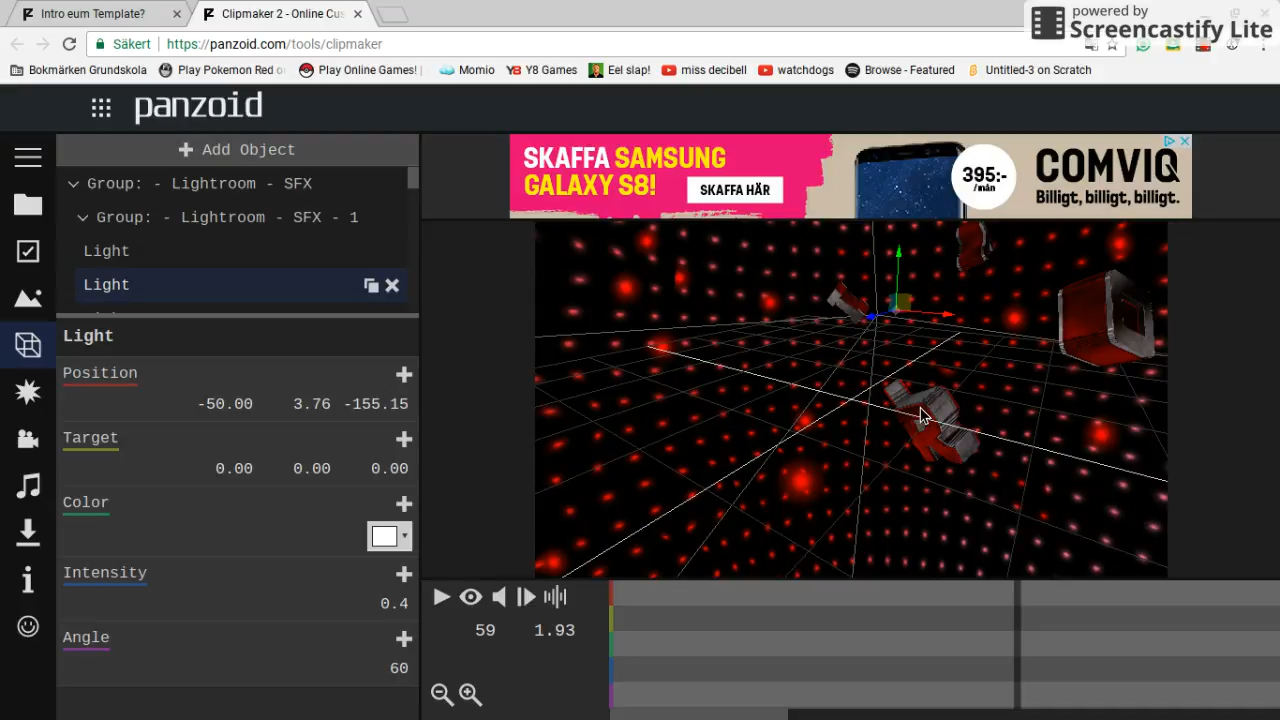 Intro eum Template?
Clipmaker 2 - Online Cus
powered by
Screencastify Lite
Säkert
https://panzoid.com/tools/clipmaker
Bokmärken Grundskol
Play Pokemon Red o
Play Online Games!
Momio
Y8 Y8 Games
Eel slap!
miss decibell
watchdogs
Browse - Featured
Untitled-3 on Scratch
panzoid
Add Object
Group: - Lightroom - SFX
Group: - Lightroom - SFX - 1
Light
Light
Light
Position
-50.00 3.76 -155.15
Target
0.00 0.00 0.00
Color
Intensity
0.4
Angle
60
SKAFFA SAMSUNG
GALAXY S8!
SKAFFA HÄR
395:-
/mån
COMVIQ
Billigt, billigt, billigt.
59 1.93